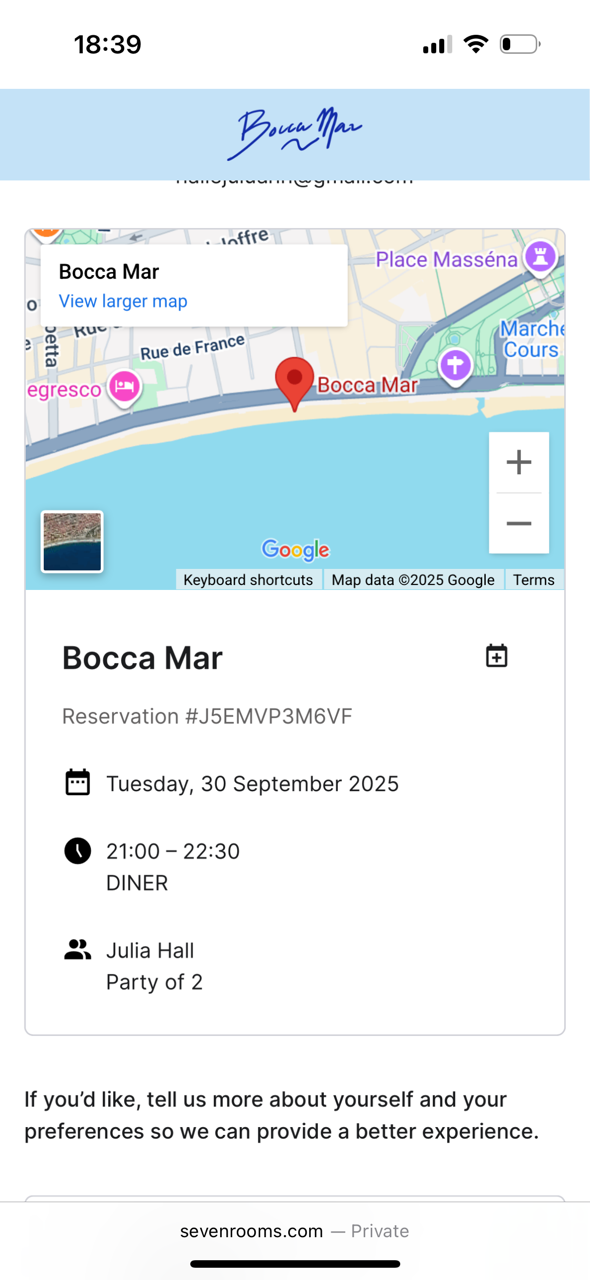 18:39
Bocca Mar
Bocca Mar
View larger map
Joffre
Place Masséna
Rue
Rue de France
Marche
Cours
egresco
Bocca Mar
Google
Keyboard shortcuts
Map data ©2025 Google
Terms
Bocca Mar
Reservation #J5EMVP3M6VF
Tuesday, 30 September 2025
21:00 – 22:30
DINER
Julia Hall
Party of 2
If you’d like, tell us more about yourself and your
preferences so we can provide a better experience.
sevenrooms.com — Private